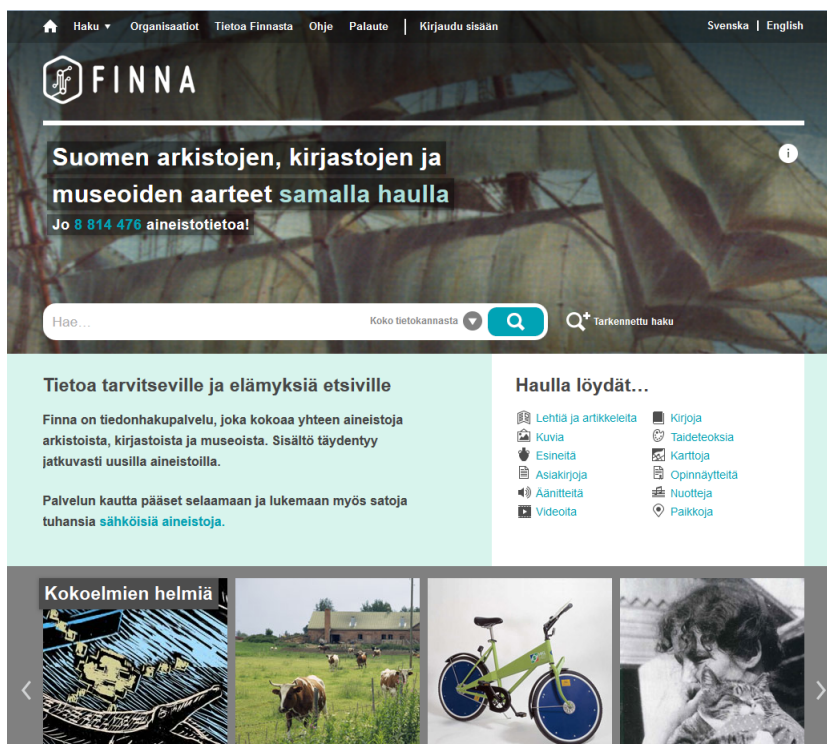 Haku ▾ Organisaatiot Tietoa Finnasta Ohje Palaute | Kirjaudu sisään
Svenska | English
FINNA
Suomen arkistojen, kirjastojen ja
museoiden aarteet samalla haulla
Jo 8 814 476 aineistotietoa!
i
Hae...
Koko tietokannasta
Tarkennettu haku
Tietoa tarvitseville ja elämyksiä etsiville
Finna on tiedonhakupalvelu, joka kokoaa yhteen aineistoja
arkistoista, kirjastoista ja museoista. Sisältö täydentyy
jatkuvasti uusilla aineistoilla.
Palvelun kautta pääset selaamaan ja lukemaan myös satoja
tuhansia sähköisiä aineistoja.
Haulla löydät...
Lehtiä ja artikkeleita
Kuvia
Esineitä
Asiakirjoja
Äänitteitä
Videoita
Kirjoja
Taideteoksia
Karttoja
Opinnäytteitä
Nuotteja
Paikkoja
Kokoelmien helmiä